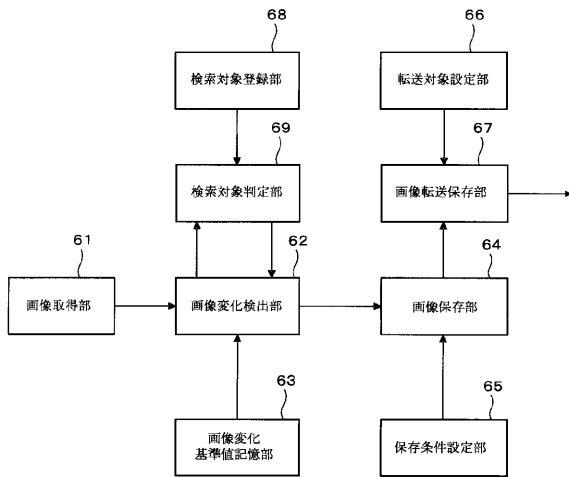 68
検索対象登録部
66
転送対象設定部
69
検索対象判定部
67
画像転送保存部
61
画像取得部
62
画像変化検出部
64
画像保存部
63
画像変化
基準値記憶部
65
保存条件設定部